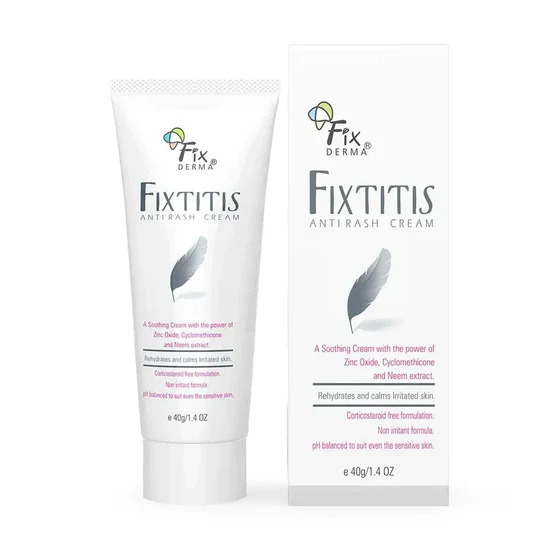 Fix
DERMA®
FIXTITIS
ANTI RASH CREAM
A Soothing Cream with the power of
Zinc Oxide, Cyclomethicone
and Neem extract.
Rehydrates and calms Irritated skin.
Corticosteroid free formulation.
Non irritant formula.
pH balanced to suit even the sensitive skin.
e 40g/1.4 OZ
Fix
DERMA®
FIXTITIS
ANTI RASH CREAM
A Soothing Cream with the power of
Zinc Oxide, Cyclomethicone
and Neem extract.
Rehydrates and calms Irritated skin.
Corticosteroid free formulation.
Non irritant formula.
pH balanced to suit even the sensitive skin.
e 40g/1.4 OZ